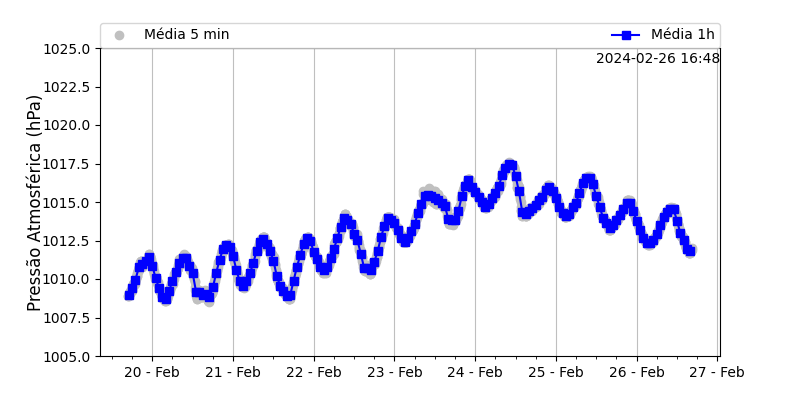 Média 5 min
Média 1h
2024-02-26 16:48
Pressão Atmosférica (hPa)
1025.0
1022.5
1020.0
1017.5
1015.0
1012.5
1010.0
1007.5
1005.0
20 - Feb
21 - Feb
22 - Feb
23 - Feb
24 - Feb
25 - Feb
26 - Feb
27 - Feb